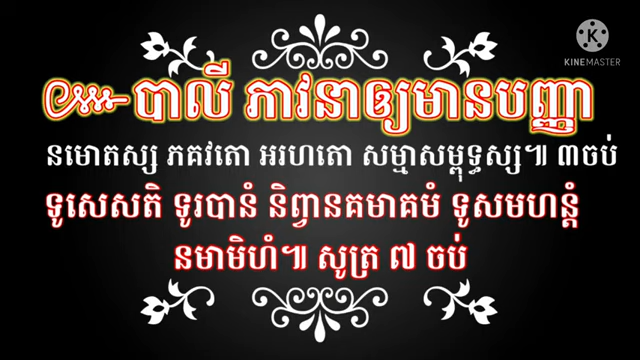 KINEMASTER
បាលី ភាវនាឲ្យមានបញ្ញា
នមោតស្ស ភគវតោ អរហតោ សម្មាសម្ពុទ្ធស្ស៕ ៣ចប់
ទូសេសតិ ទូរបានំ និព្វានគមាគមំ ទូសមហន្តំ
នមាមិហំ៕ សូត្រ ៧ ចប់